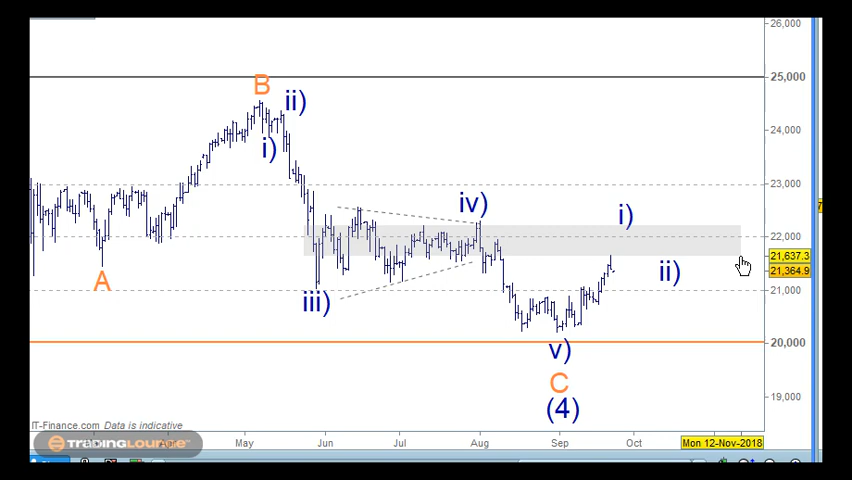 26,000
25,000
24,000
23,000
22,000
21,637.3
21,364.9
21,000
20,000
19,000
B
ii)
i)
iv)
i)
ii)
A
iii)
v)
C
(4)
IT-Finance.com Data is indicative
TRADINGLOUNGE
May
Jun
Jul
Aug
Sep
Oct
Mon 12-Nov-2018